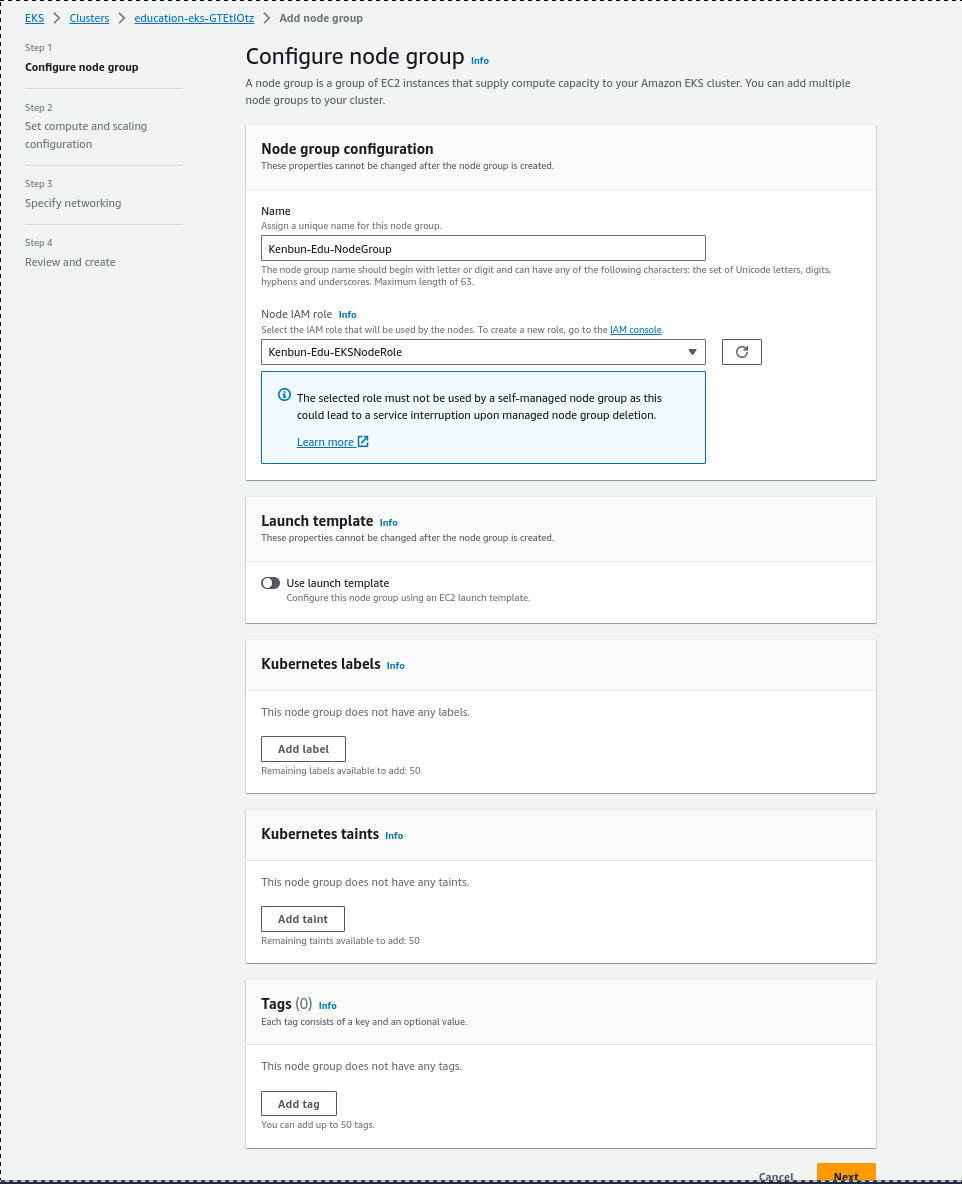 EKS > Clusters > education-eks-GTEtIOtz > Add node group
Step 1
Configure node group
Step 2
Set compute and scaling
configuration
Step 3
Specify networking
Step 4
Review and create
Configure node group Info
A node group is a group of EC2 instances that supply compute capacity to your Amazon EKS cluster. You can add multiple
node groups to your cluster.
Node group configuration
These properties cannot be changed after the node group is created.
Name
Assign a unique name for this node group.
Kenbun-Edu-NodeGroup
The node group name should begin with letter or digit and can have any of the following characters: the set of Unicode letters, digits,
hyphens and underscores. Maximum length of 63.
Node IAM role Info
Select the IAM role that will be used by the nodes. To create a new role, go to the IAM console.
Kenbun-Edu-EKSNodeRole
The selected role must not be used by a self-managed node group as this
could lead to a service interruption upon managed node group deletion.
Learn more
Launch template Info
These properties cannot be changed after the node group is created.
Use launch template
Configure this node group using an EC2 launch template.
Kubernetes labels Info
This node group does not have any labels.
Add label
Remaining labels available to add: 50
Kubernetes taints Info
This node group does not have any taints.
Add taint
Remaining taints available to add: 50
Tags (0) Info
Each tag consists of a key and an optional value.
This node group does not have any tags.
Add tag
You can add up to 50 tags.
Cancel Next